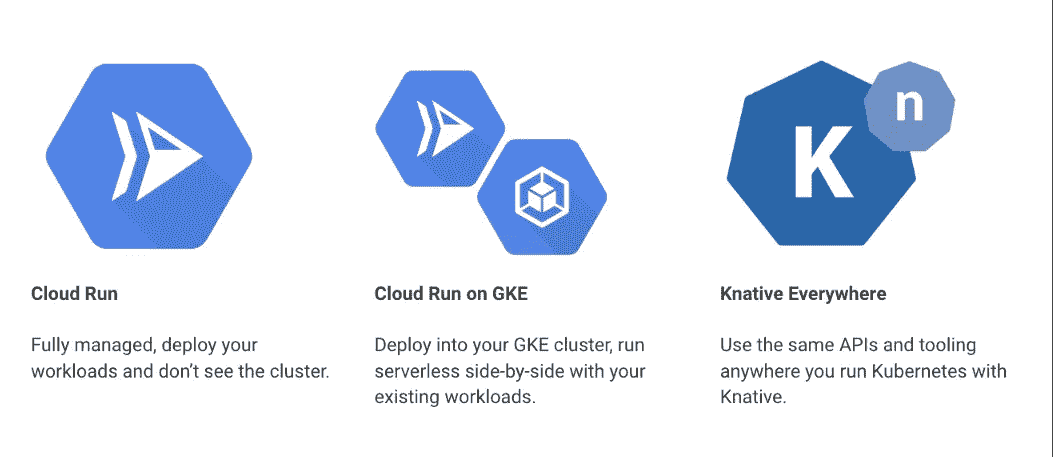 K
n
Cloud Run
Fully managed, deploy your
workloads and don’t see the cluster.
Cloud Run on GKE
Deploy into your GKE cluster, run
serverless side-by-side with your
existing workloads.
Knative Everywhere
Use the same APIs and tooling
anywhere you run Kubernetes with
Knative.